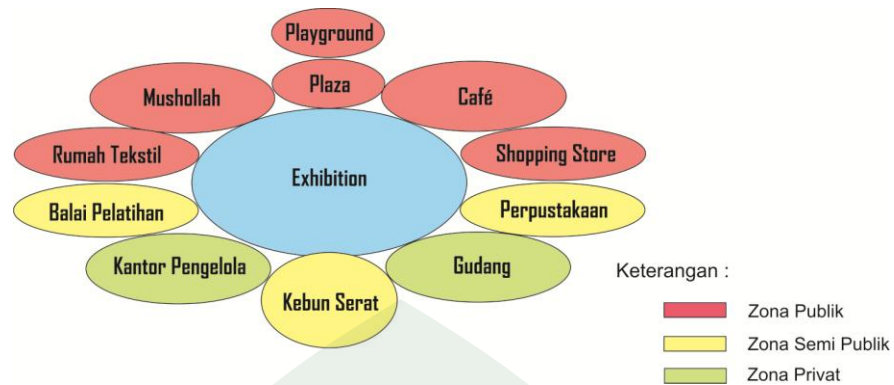 Playground
Plaza
Mushollah
Café
Rumah Tekstil
Exhibition
Shopping Store
Balai Pelatihan
Perpustakaan
Kantor Pengelola
Gudang
Kebun Serat
Keterangan :
Zona Publik
Zona Semi Publik
Zona Privat